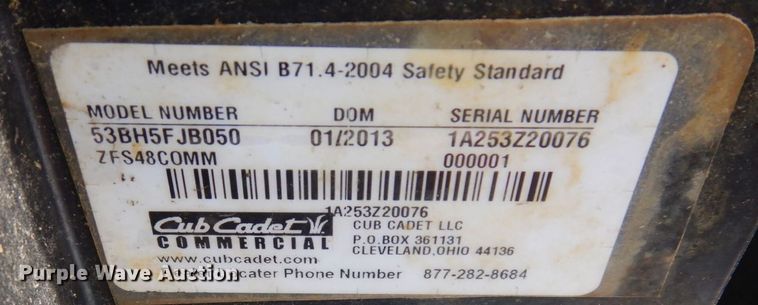 Meets ANSI B71.4-2004 Safety Standard
MODEL NUMBER DOM SERIAL NUMBER
53BH5FJB050 01/2013 1A253Z20076
ZFS48COMM 000001
1A253Z20076
Cub Cadet CUB CADET LLC
COMMERCIAL P.O.BOX 361131
CLEVELAND,OHIO 44136
www.cubcadet.com
Phone Number 877-282-8684
Purple Wave Auction